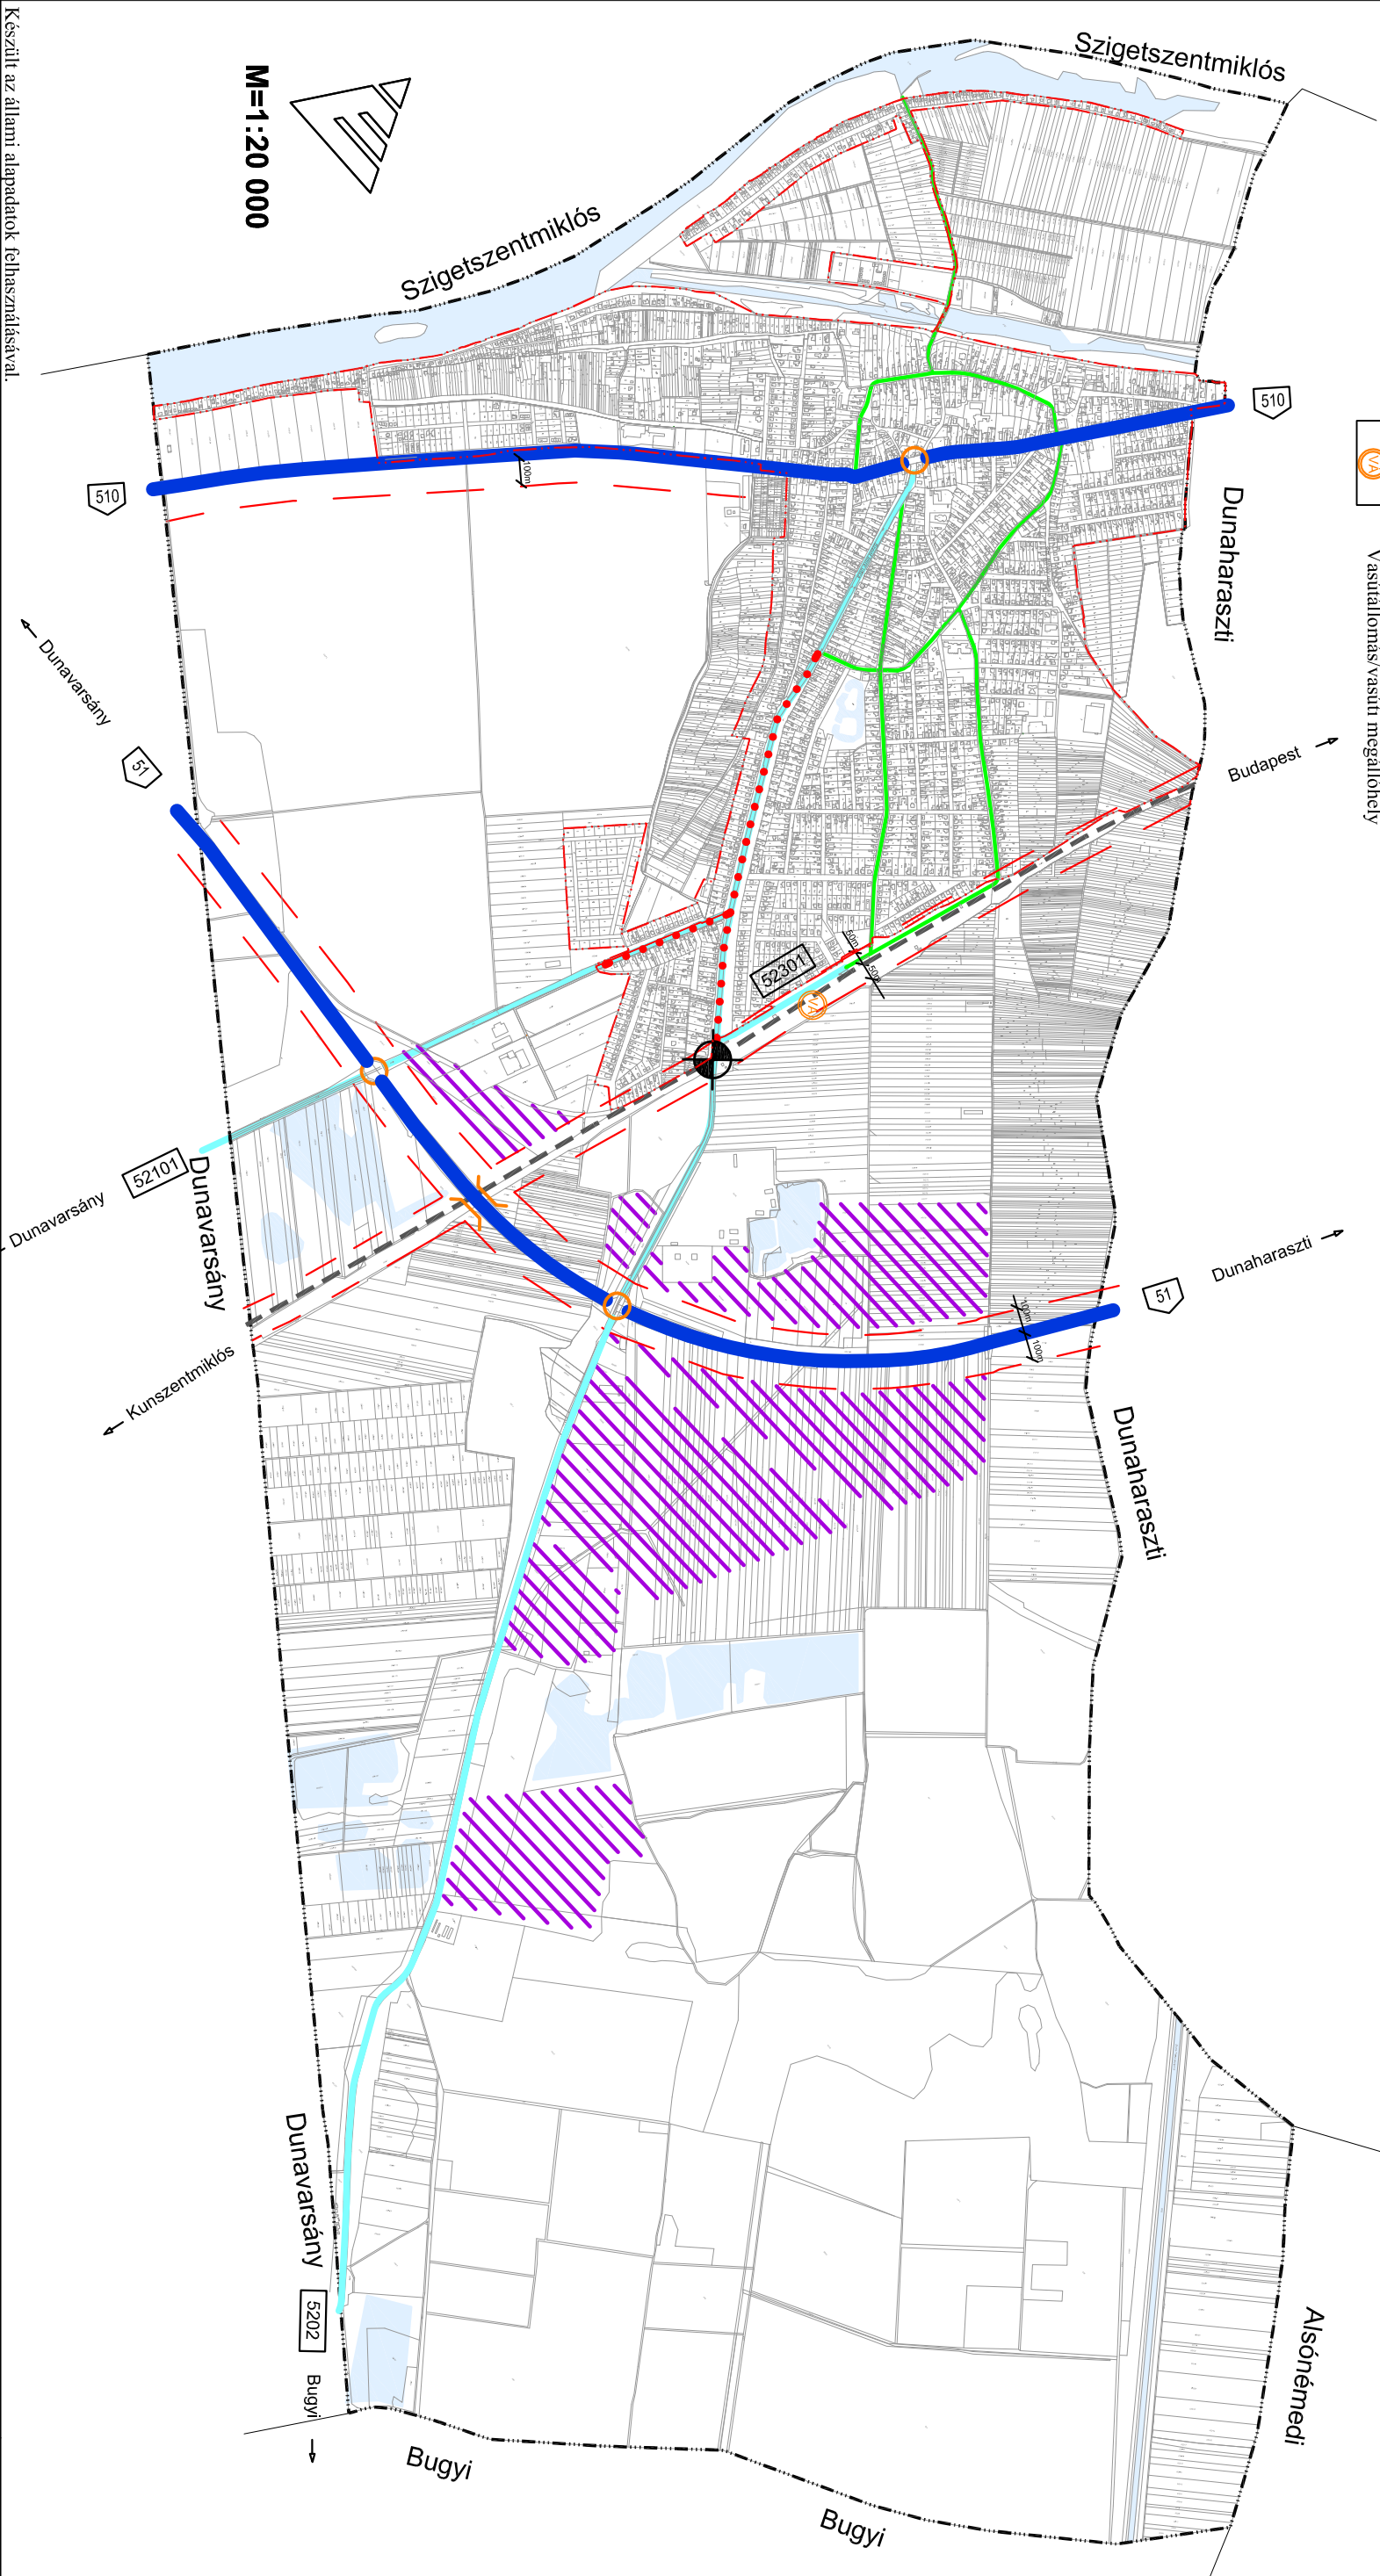 Szigetszentmiklós
Készült az állami alapadatok felhasználásával.
M=1:20 000
Szigetszentmiklós
510
VA
Vasútállomás/vasúti megállóhely
510
100m
Dunaharaszti
Dunavarsány
51
Budapest
50m
50m
52301
VA
52101
Dunavarsány
Dunavarsány
Dunaharaszti
51
100m
100m
Kunszentmiklós
Dunaharaszti
Dunavarsány
5202
Bugyi
Alsónémedi
Bugyi
Bugyi